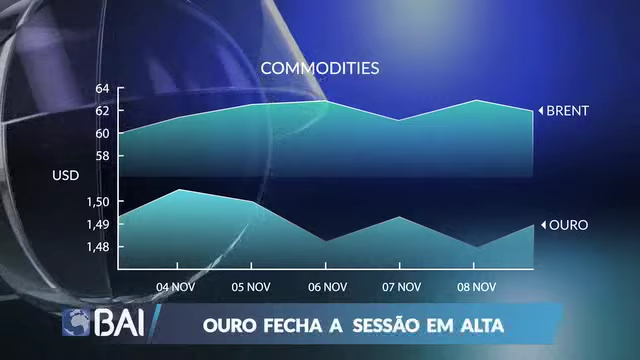 COMMODITIES
64
62
60
58
BRENT
USD
1,50
1,49
1,48
OURO
04 NOV
05 NOV
06 NOV
07 NOV
08 NOV
BAI
OURO FECHA A SESSÃO EM ALTA